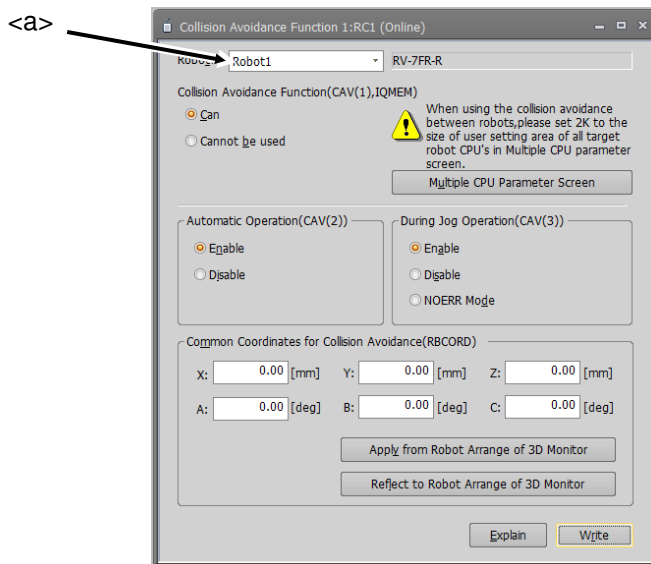 <a>
Collision Avoidance Function 1:RC1 (Online)
Robot1
RV-7FR-R
Collision Avoidance Function(CAV(1),IQMEM)
Can
Cannot be used
When using the collision avoidance
between robots,please set 2K to the
size of user setting area of all target
robot CPU's in Multiple CPU parameter
screen.
Multiple CPU Parameter Screen
Automatic Operation(CAV(2))
Enable
Disable
During Jog Operation(CAV(3))
Enable
Disable
NOERR Mode
Common Coordinates for Collision Avoidance(RBCORD)
X: 0.00 [mm] Y: 0.00 [mm] Z: 0.00 [mm]
A: 0.00 [deg] B: 0.00 [deg] C: 0.00 [deg]
Apply from Robot Arrange of 3D Monitor
Reflect to Robot Arrange of 3D Monitor
Explain Write